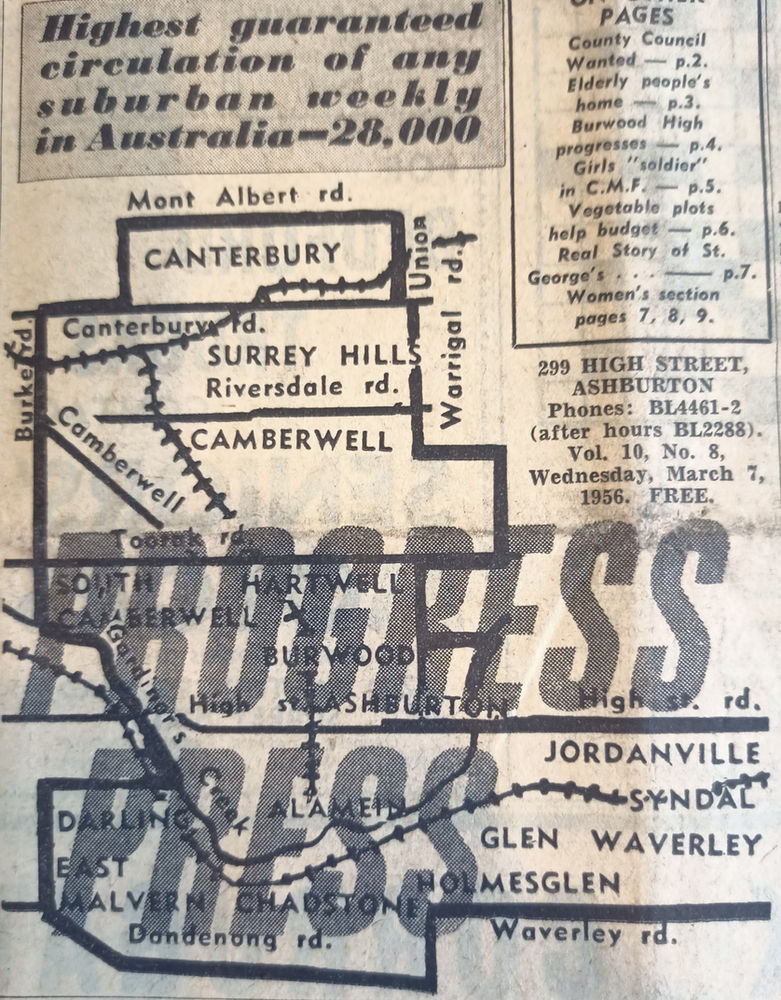 Highest guaranteed
circulation of any
suburban weekly
in Australia—28,000
PAGES
County Council
Wanted — p.2.
Elderly people's
home — p.3.
Burwood High
progresses — p.4.
Girls "soldier"
in C.M.F. — p.5.
Vegetable plots
help budget — p.6.
Real Story of St.
George's . . . — p.7.
Women's section
pages 7, 8, 9.
299 HIGH STREET,
ASHBURTON
Phones: BL4461-2
(after hours BL2288).
Vol. 10, No. 8,
Wednesday, March 7,
1956. FREE.
PROGRESS
PRESS
Mont Albert rd.
CANTERBURY
Union
Warrigal rd.
Burke rd.
Canterbury rd.
SURREY HILLS
Riversdale rd.
CAMBERWELL
Camberwell
Toorak rd.
SOUTH
CAMBERWELL
HARTWELL
BURWOOD
Gardiner's
Creek
High st.
ASHBURTON
High st. rd.
JORDANVILLE
SYNDAL
ALAMEIN
DARLING
GLEN WAVERLEY
EAST
MALVERN
HOLMESGLEN
CHADSTONE
Dandenong rd.
Waverley rd.